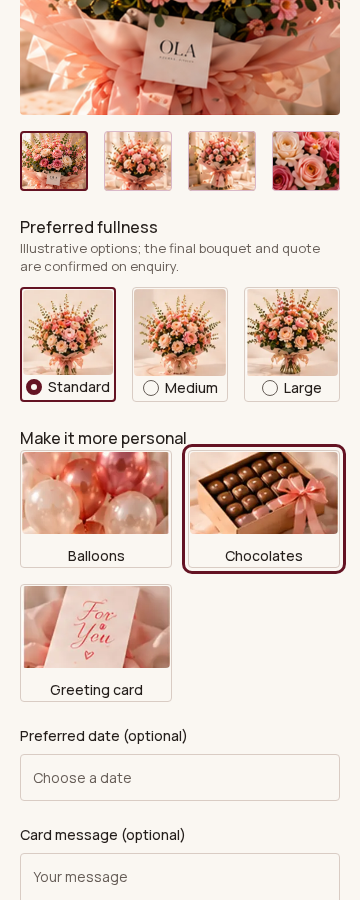 OLA
Preferred fullness
Illustrative options; the final bouquet and quote
are confirmed on enquiry.
Standard
Medium
Large
Make it more personal
Balloons
Chocolates
For
You
Greeting card
Preferred date (optional)
Choose a date
Card message (optional)
Your message